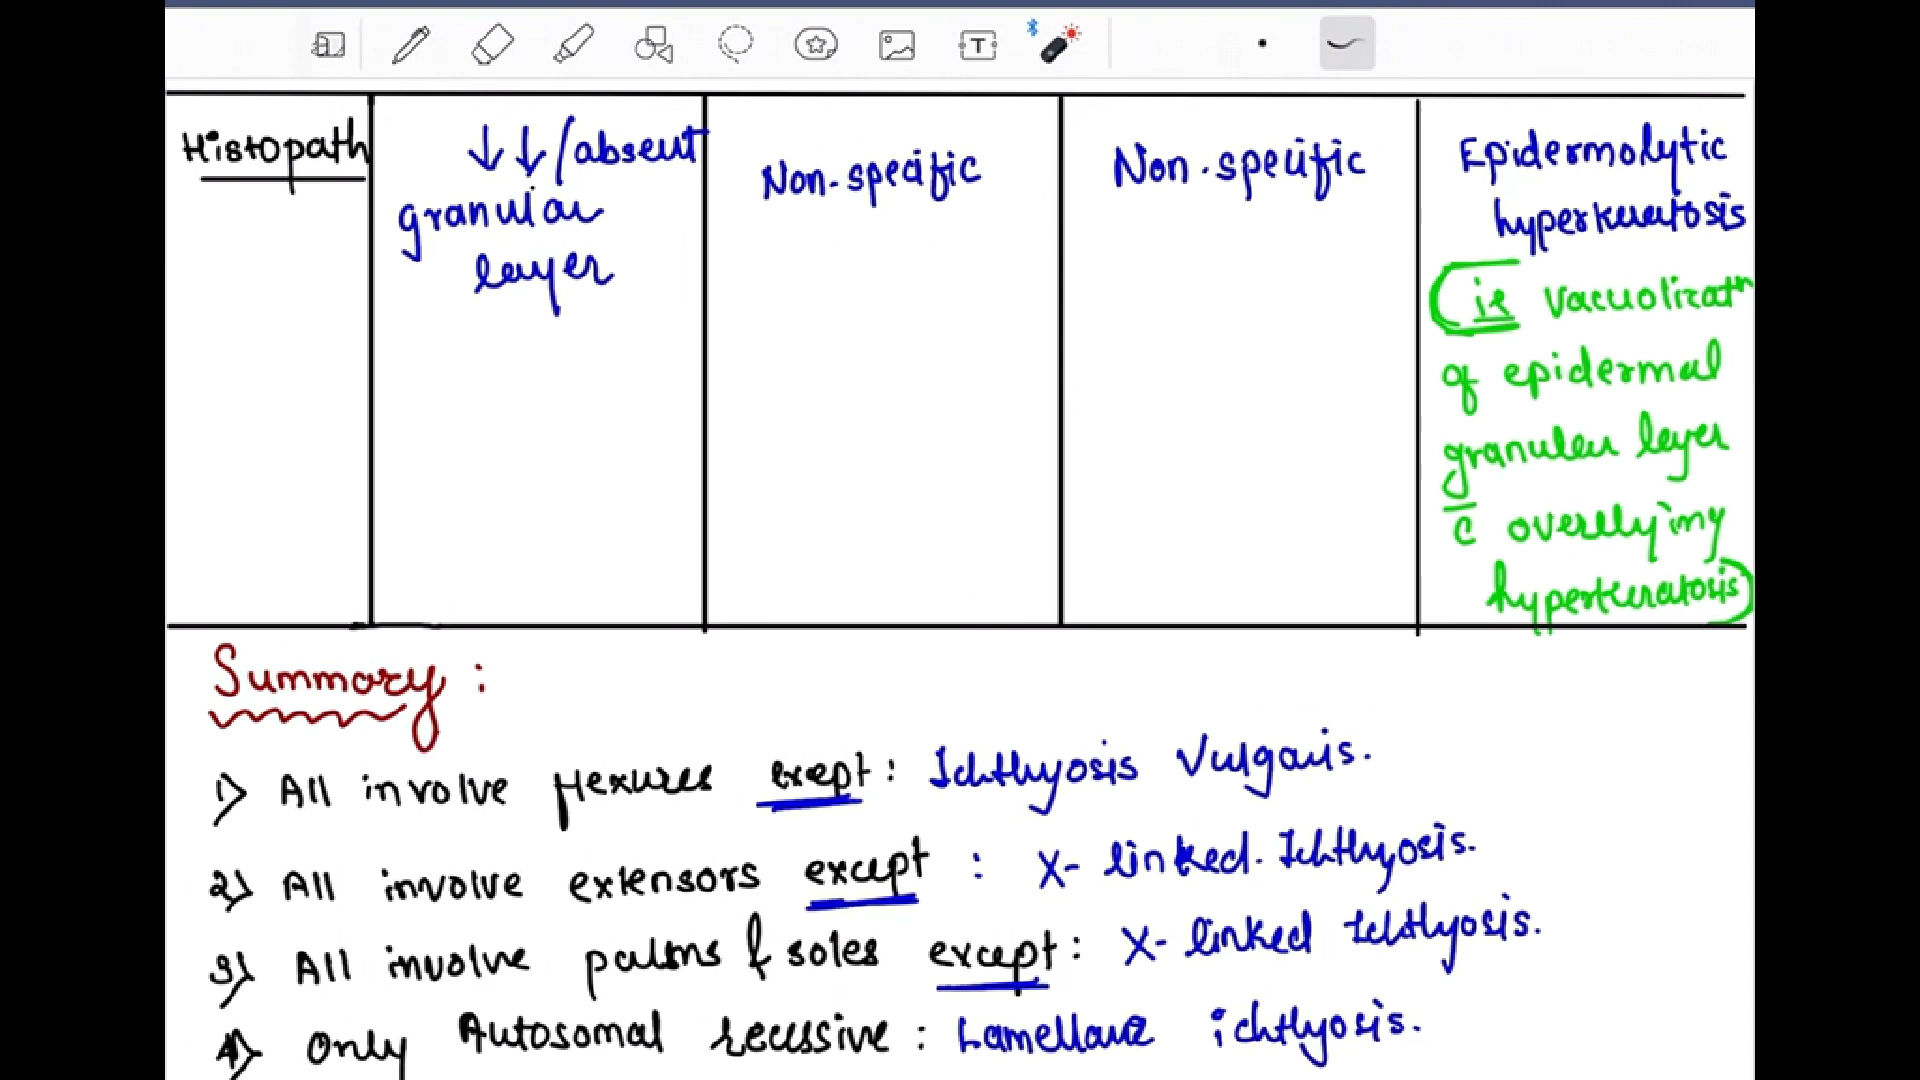 Histopath
↓↓/absent
granular
layer
Non-specific
Non-specific
Epidermolytic
hyperkeratosis
(ie vacuolizatn
of epidermal
granular layer
c̄ overlying
hyperkeratosis)
Summary :
1) All involve flexures except : Ichthyosis Vulgaris.
2) All involve extensors except : X-linked. Ichthyosis.
3) All involve palms & soles except : X-linked Ichthyosis.
4) Only Autosomal recessive : Lamellar ichthyosis.